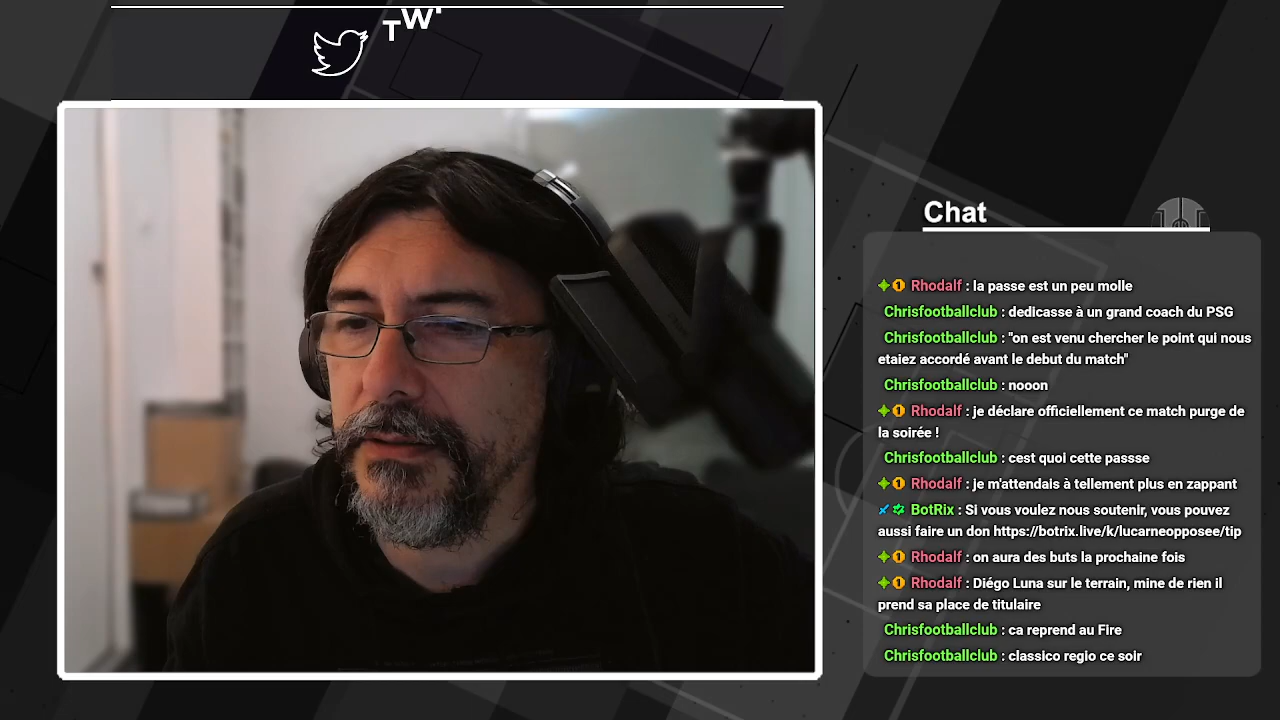 TW'
Chat
Rhodalf : la passe est un peu molle
Chrisfootballclub : dedicasse à un grand coach du PSG
Chrisfootballclub : "on est venu chercher le point qui nous
etaiez accordé avant le debut du match"
Chrisfootballclub : nooon
Rhodalf : je déclare officiellement ce match purge de
la soirée !
Chrisfootballclub : cest quoi cette passse
Rhodalf : je m'attendais à tellement plus en zappant
BotRix : Si vous voulez nous soutenir, vous pouvez
aussi faire un don https://botrix.live/k/lucarneopposee/tip
Rhodalf : on aura des buts la prochaine fois
Rhodalf : Diégo Luna sur le terrain, mine de rien il
prend sa place de titulaire
Chrisfootballclub : ca reprend au Fire
Chrisfootballclub : classico regio ce soir